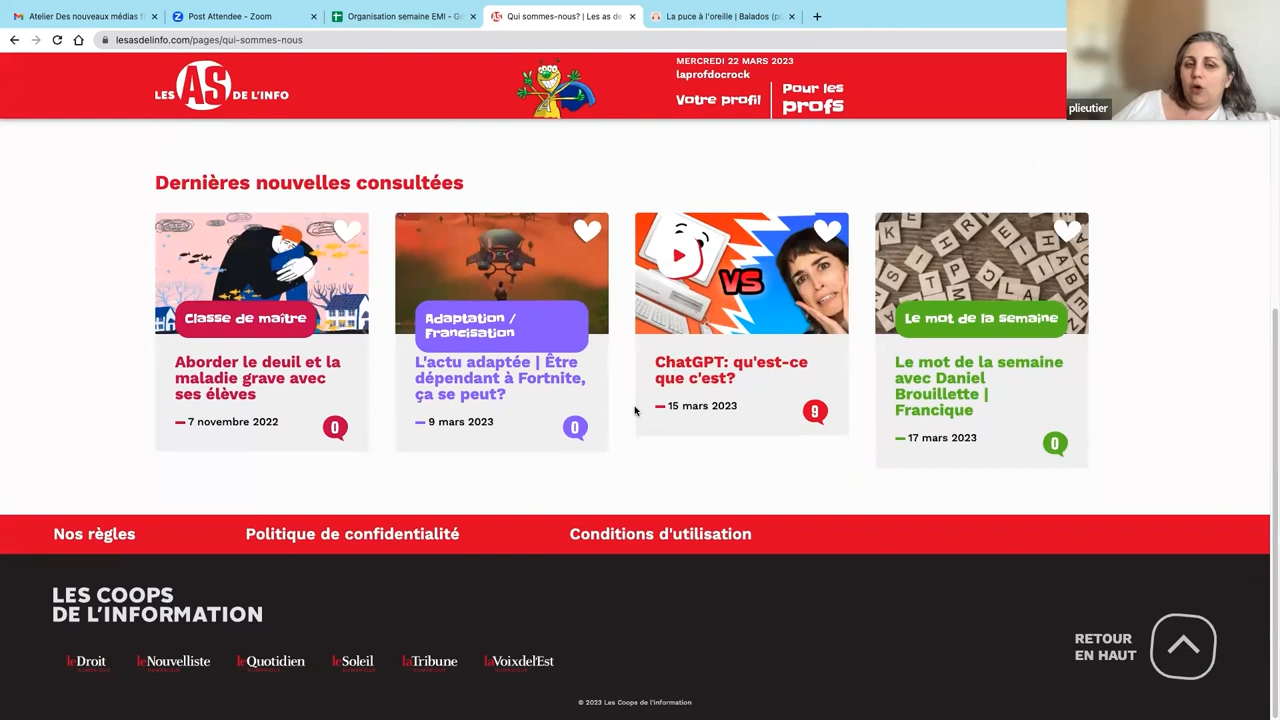 Atelier Des nouveaux médias
Post Attendee - Zoom
Organisation semaine EMI - G
Qui sommes-nous? | Les as de
La puce à l'oreille | Balados (p
lesasdelinfo.com/pages/qui-sommes-nous
LES AS DE L'INFO
MERCREDI 22 MARS 2023
laprofdocrock
Votre profil
Pour les
profs
plieutier
Dernières nouvelles consultées
Classe de maître
Aborder le deuil et la
maladie grave avec
ses élèves
7 novembre 2022
0
Adaptation /
Francisation
L'actu adaptée | Être
dépendant à Fortnite,
ça se peut?
9 mars 2023
0
VS
ChatGPT: qu'est-ce
que c'est?
15 mars 2023
9
Le mot de la semaine
Le mot de la semaine
avec Daniel
Brouillette |
Francique
17 mars 2023
0
Nos règles
Politique de confidentialité
Conditions d'utilisation
LES COOPS
DE L'INFORMATION
leDroit
leNouvelliste
leQuotidien
leSoleil
laTribune
laVoixdel'Est
RETOUR
EN HAUT
© 2023 Les Coops de l'information